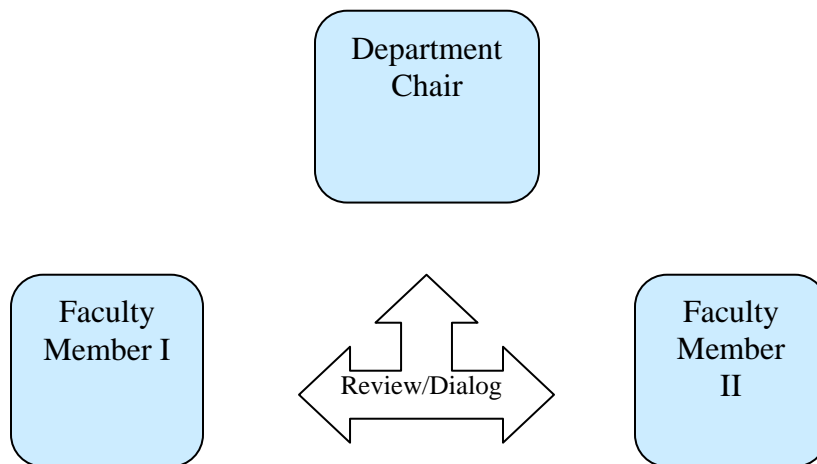 Department
Chair
Faculty
Member I
Review/Dialog
Faculty
Member
II